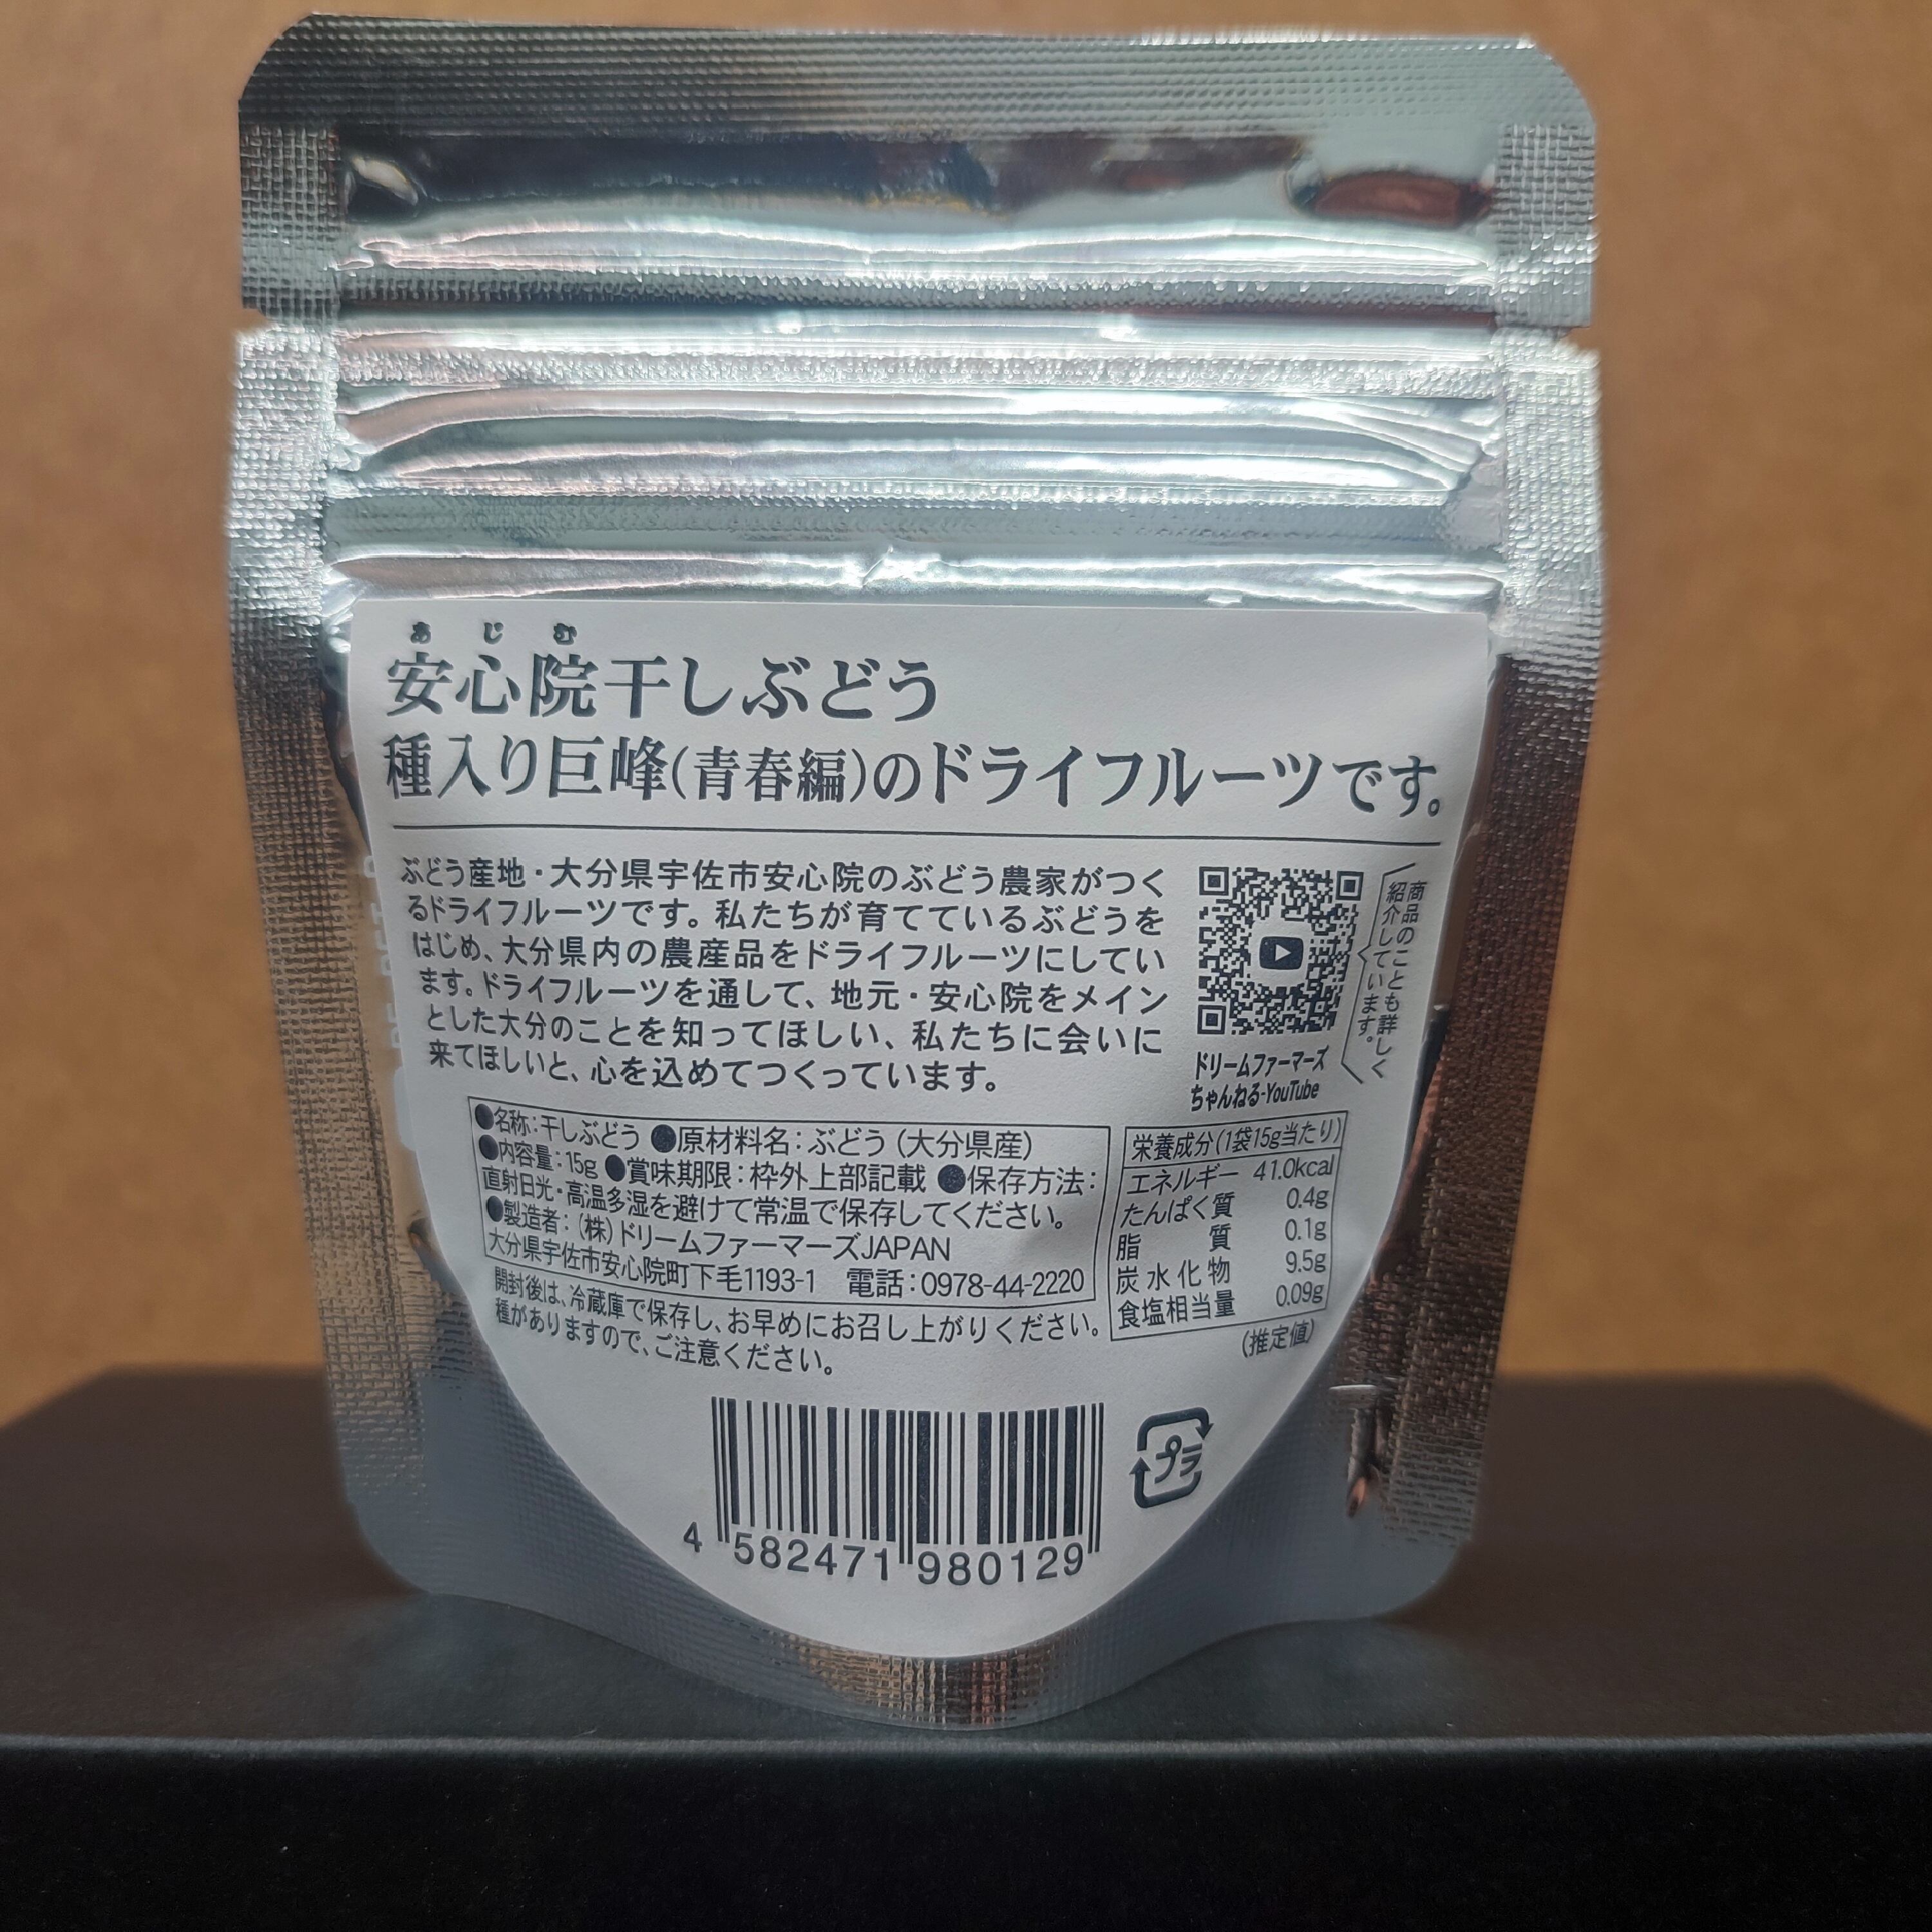 あじむ
安心院干しぶどう
種入り巨峰(青春編)のドライフルーツです。
ぶどう産地・大分県宇佐市安心院のぶどう農家がつく
るドライフルーツです。私たちが育てているぶどうを
はじめ、大分県内の農産品をドライフルーツにしてい
ます。ドライフルーツを通して、地元・安心院をメイン
とした大分のことを知ってほしい、私たちに会いに
来てほしいと、心を込めてつくっています。
商品のことも詳しく
紹介しています。
ドリームファーマーズ
ちゃんねる-YouTube
●名称:干しぶどう ●原材料名:ぶどう(大分県産)
●内容量:15g ●賞味期限:枠外上部記載 ●保存方法:
直射日光・高温多湿を避けて常温で保存してください。
●製造者:(株)ドリームファーマーズJAPAN
大分県宇佐市安心院町下毛1193-1 電話:0978-44-2220
開封後は、冷蔵庫で保存し、お早めにお召し上がりください。
種がありますので、ご注意ください。
栄養成分(1袋15g当たり)
エネルギー 41.0kcal
たんぱく質 0.4g
脂質 0.1g
炭水化物 9.5g
食塩相当量 0.09g
(推定値)
プラ
4 582471 980129